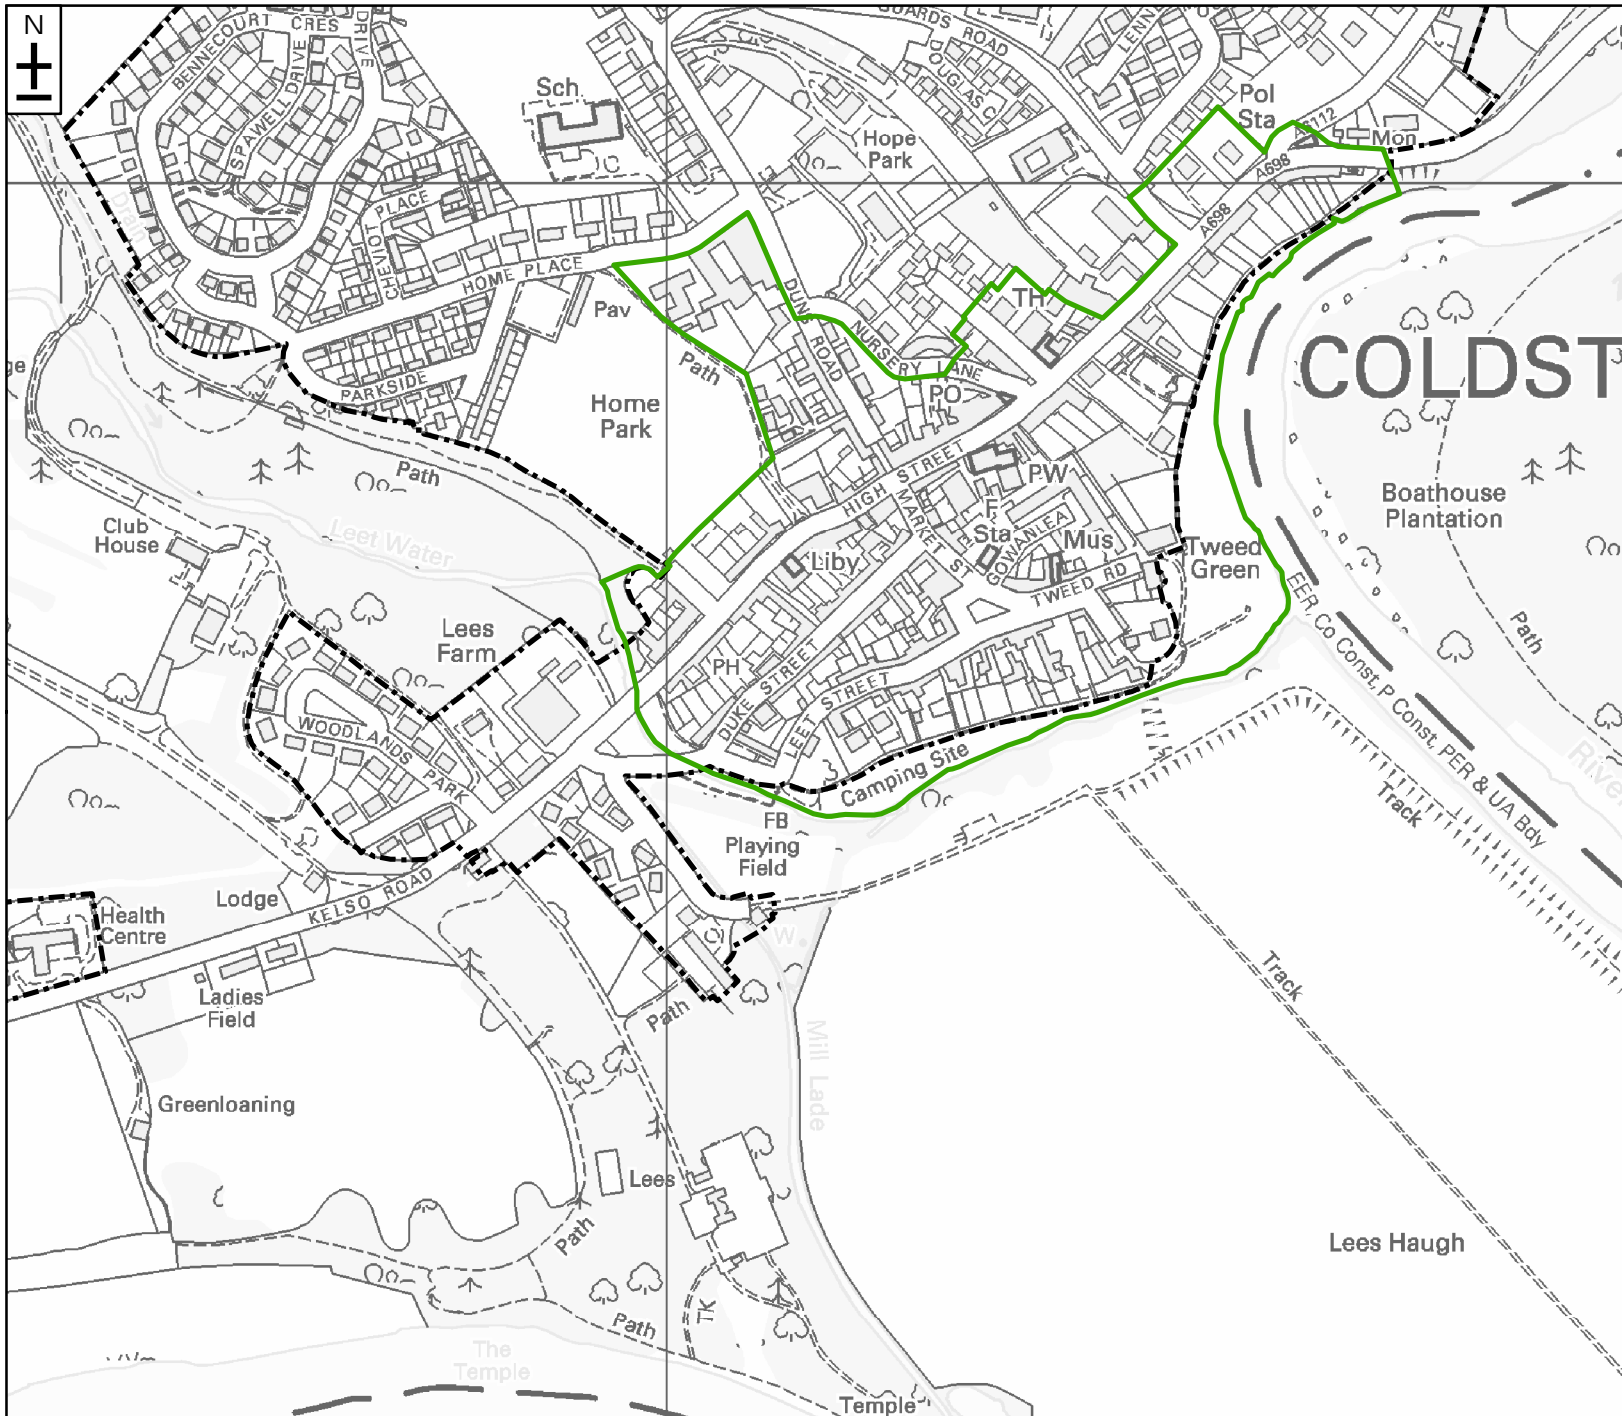 N
BENNECOURT CRES
DRIVE
SPAWELL DRIVE
Sch
GUARDS ROAD
DOUGLAS C
Pol
Sta
A6112
Mon
A698
Hope
Park
CHEVIOT PLACE
Drain
HOME PLACE
A698
Pav
DUNS ROAD
TH
NURSERY LANE
COLDST
Path
PARKSIDE
PO
Home
Park
Path
HIGH STREET
PW
Boathouse
Plantation
MARKET ST
F
Sta
GOWANLEA
Mus
Club
House
Leet Water
Liby
Tweed
Green
TWEED RD
EER, Co Const, P Const, PER & UA Bdy
Path
Lees
Farm
PH
DUKE STREET
LEET STREET
WOODLANDS PARK
Camping Site
Track
FB
Playing
Field
Lodge
KELSO ROAD
Health
Centre
W
Ladies
Field
Path
Track
Mill Lade
Greenloaning
Lees
Path
Lees Haugh
TK
Path
The
Temple
Temple